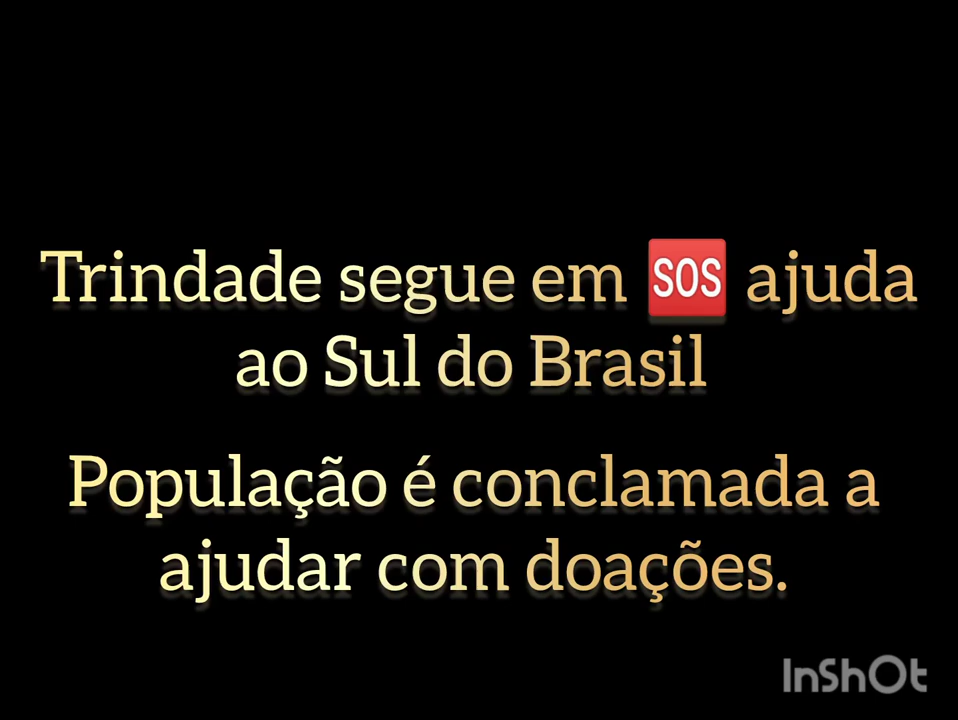 Trindade segue em 🆘 ajuda
ao Sul do Brasil
População é conclamada a
ajudar com doações.
InShOt